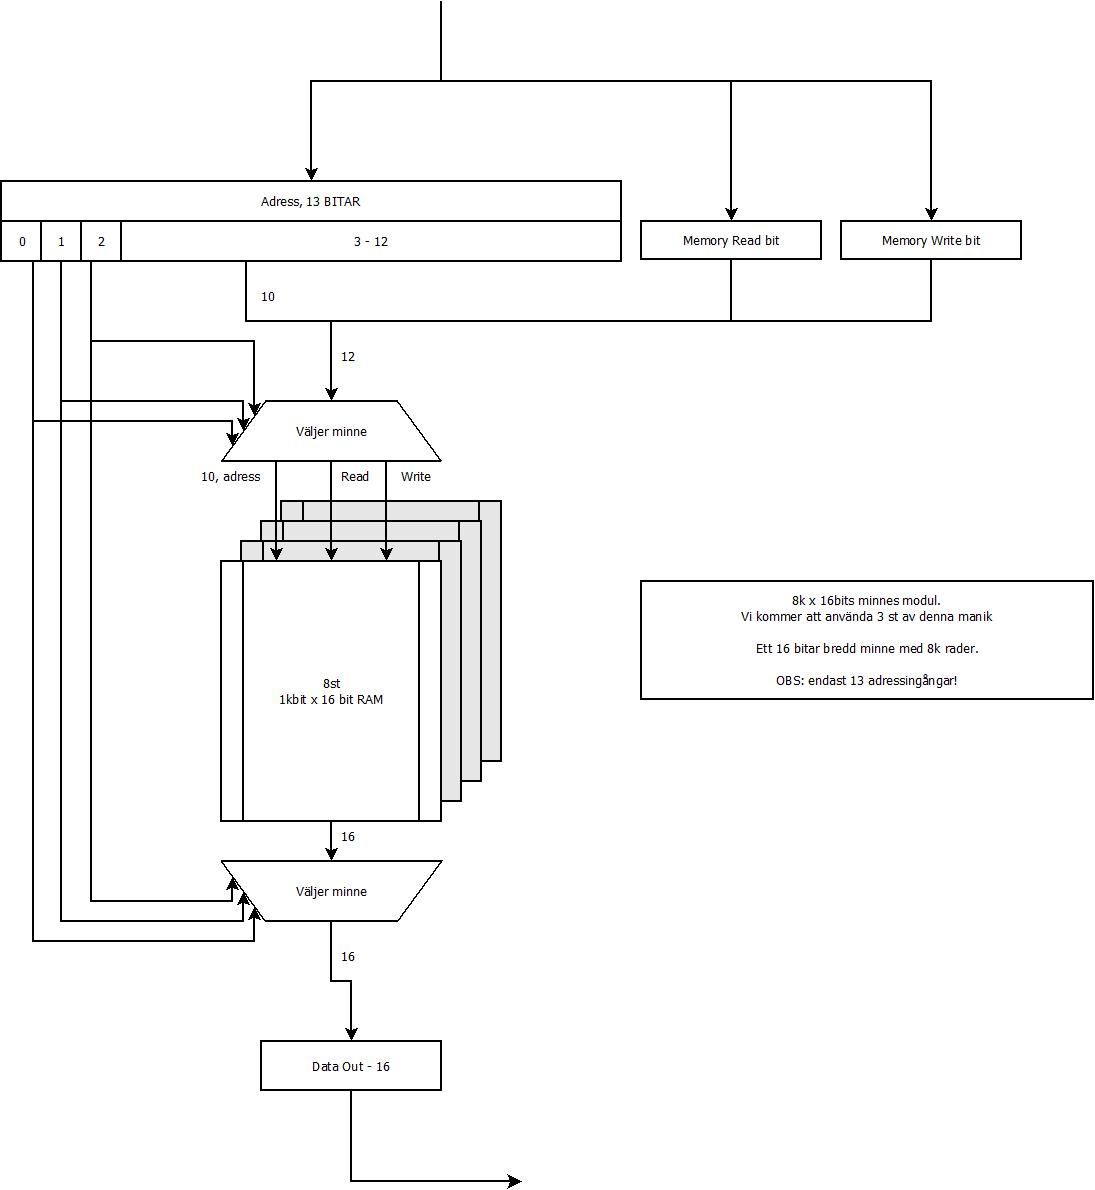 Adress, 13 BITAR
0
1
2
3 - 12
Memory Read bit
Memory Write bit
10
12
Väljer minne
10, adress
Read
Write
8st
1kbit x 16 bit RAM
8k x 16bits minnes modul.
Vi kommer att använda 3 st av denna manik
Ett 16 bitar bredd minne med 8k rader.
OBS: endast 13 adressingångar!
16
Väljer minne
16
Data Out - 16